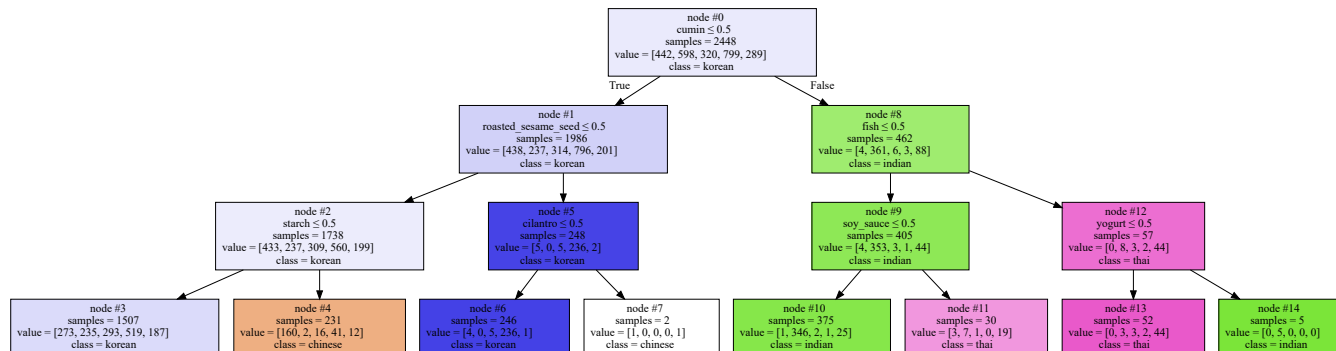 node #0
cumin ≤ 0.5
samples = 2448
value = [442, 598, 320, 799, 289]
class = korean
True
False
node #1
roasted_sesame_seed ≤ 0.5
samples = 1986
value = [438, 237, 314, 796, 201]
class = korean
node #8
fish ≤ 0.5
samples = 462
value = [4, 361, 6, 3, 88]
class = indian
node #2
starch ≤ 0.5
samples = 1738
value = [433, 237, 309, 560, 199]
class = korean
node #5
cilantro ≤ 0.5
samples = 248
value = [5, 0, 5, 236, 2]
class = korean
node #9
soy_sauce ≤ 0.5
samples = 405
value = [4, 353, 3, 1, 44]
class = indian
node #12
yogurt ≤ 0.5
samples = 57
value = [0, 8, 3, 2, 44]
class = thai
node #3
samples = 1507
value = [273, 235, 293, 519, 187]
class = korean
node #4
samples = 231
value = [160, 2, 16, 41, 12]
class = chinese
node #6
samples = 246
value = [4, 0, 5, 236, 1]
class = korean
node #7
samples = 2
value = [1, 0, 0, 0, 1]
class = chinese
node #10
samples = 375
value = [1, 346, 2, 1, 25]
class = indian
node #11
samples = 30
value = [3, 7, 1, 0, 19]
class = thai
node #13
samples = 52
value = [0, 3, 3, 2, 44]
class = thai
node #14
samples = 5
value = [0, 5, 0, 0, 0]
class = indian